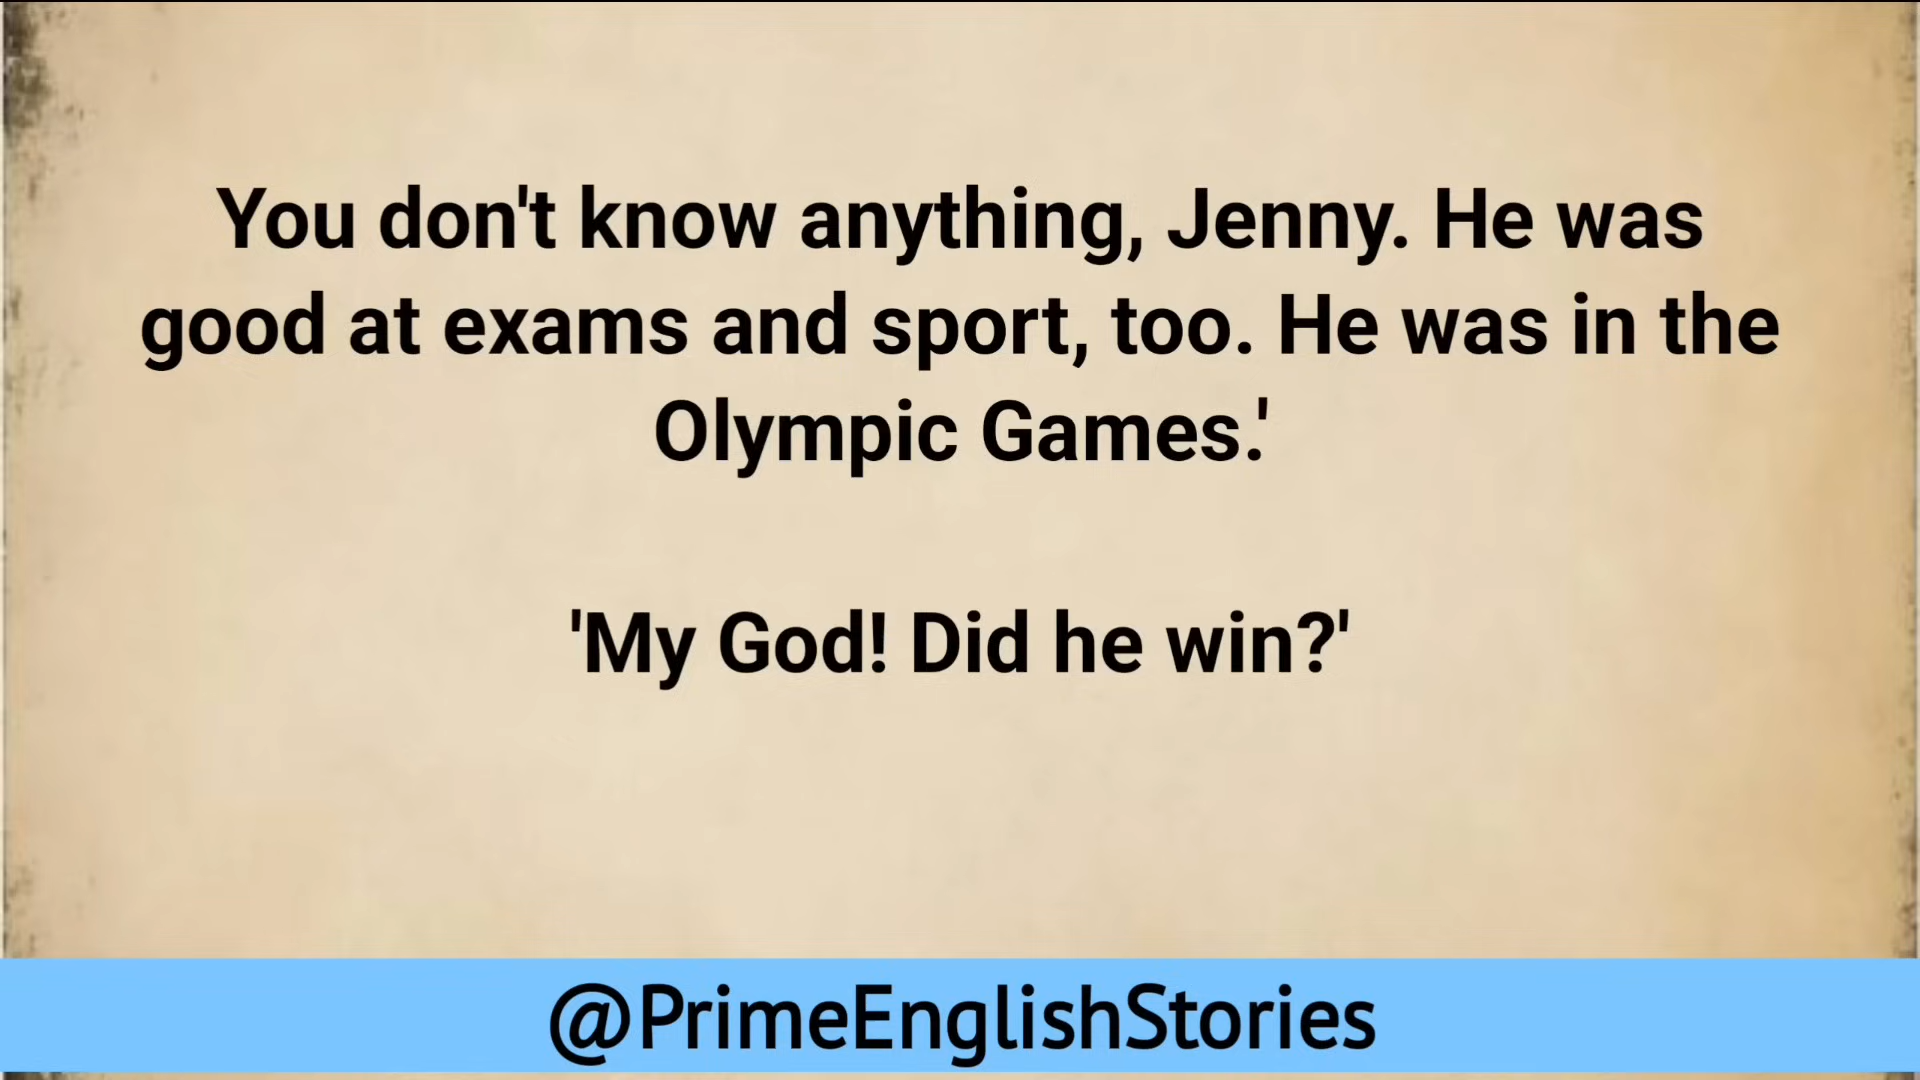 You don't know anything, Jenny. He was
good at exams and sport, too. He was in the
Olympic Games.'
'My God! Did he win?'
@PrimeEnglishStories